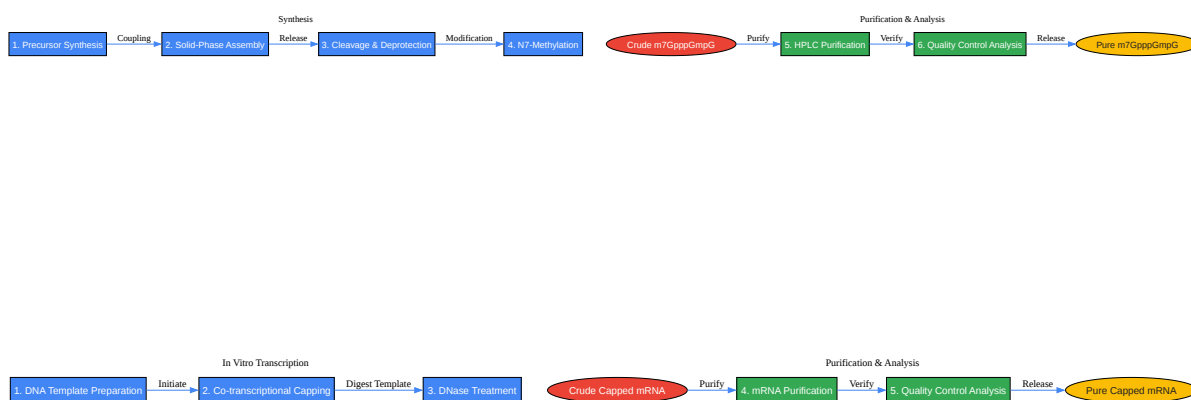 Synthesis
Purification & Analysis
1. Precursor Synthesis
Coupling
2. Solid-Phase Assembly
Release
3. Cleavage & Deprotection
Modification
4. N7-Methylation
Crude m7GpppGmpG
Purify
5. HPLC Purification
Verify
6. Quality Control Analysis
Release
Pure m7GpppGmpG
In Vitro Transcription
Purification & Analysis
1. DNA Template Preparation
Initiate
2. Co-transcriptional Capping
Digest Template
3. DNase Treatment
Crude Capped mRNA
Purify
4. mRNA Purification
Verify
5. Quality Control Analysis
Release
Pure Capped mRNA